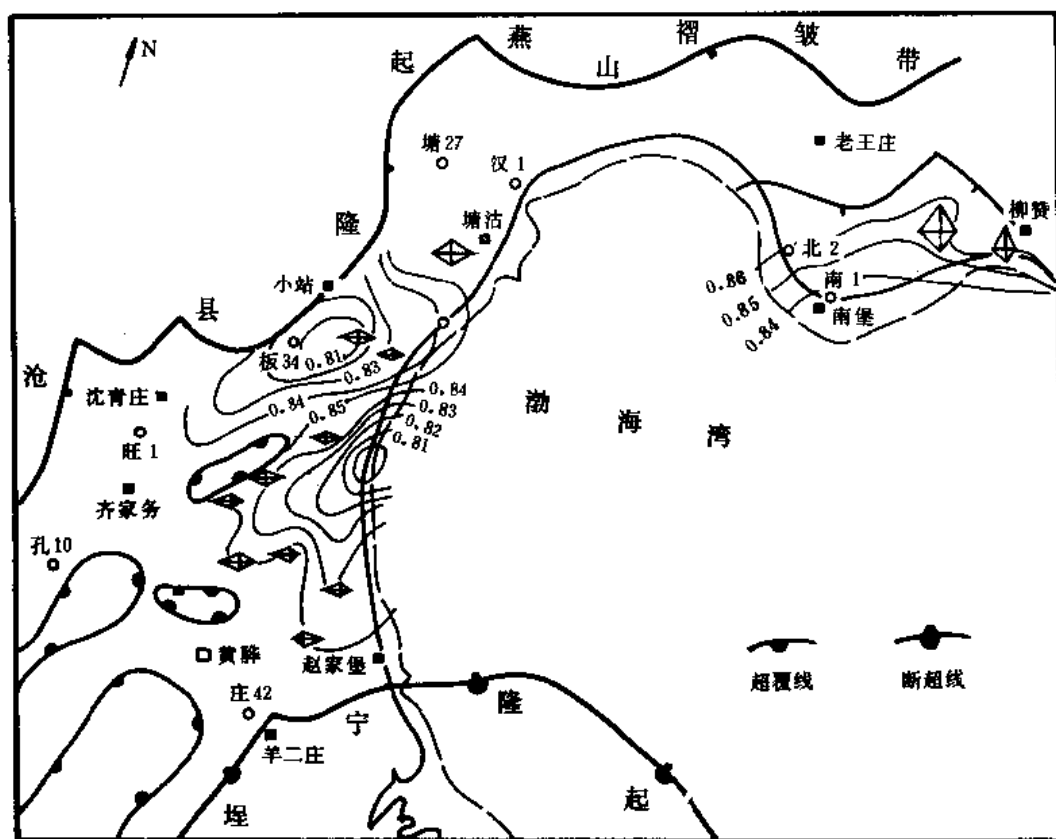 N
燕山褶皱带
起
塘27
汉1
老王庄
隆
塘沽
柳赞
北2
小站
0.86
南1
县
0.85
南堡
板34
0.81
0.84
沧
0.83
沈青庄
0.84
0.85
0.84
0.83
0.82
0.81
渤海湾
旺1
齐家务
孔10
黄骅
赵家堡
超覆线
断超线
庄42
宁
隆
羊二庄
埕
起